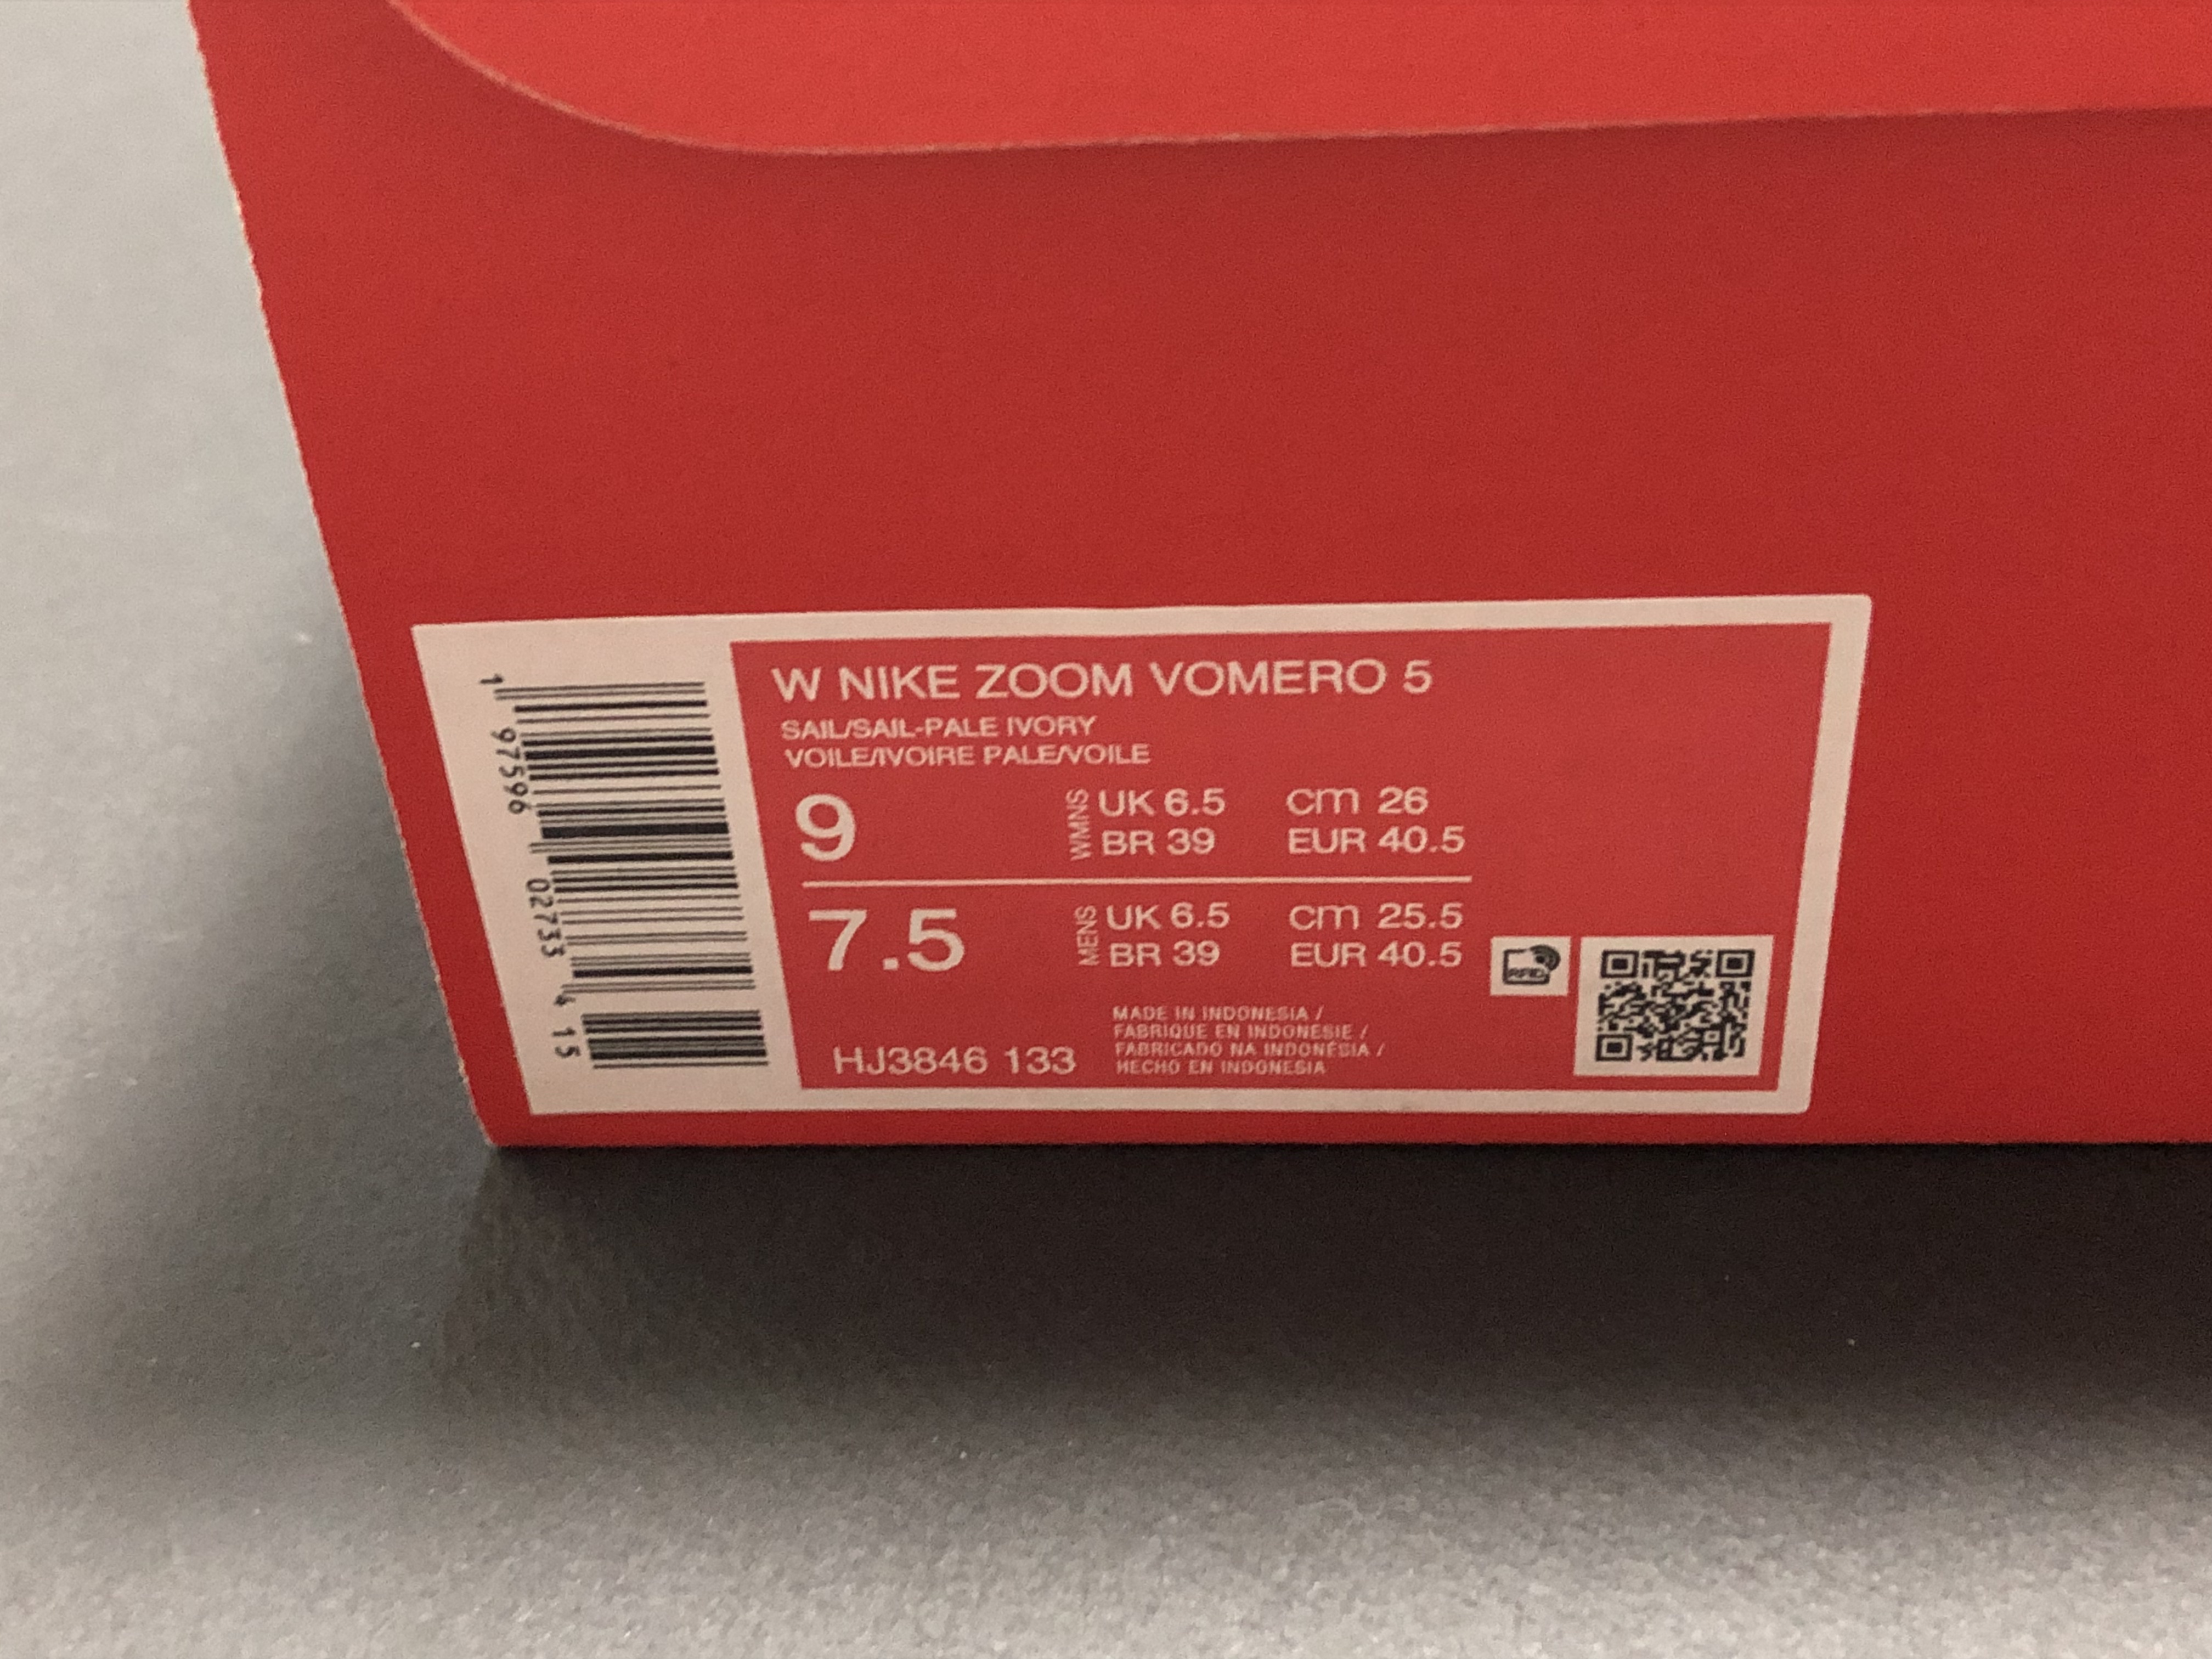 W NIKE ZOOM VOMERO 5
SAIL/SAIL-PALE IVORY
VOILE/IVOIRE PALE/VOILE
9 WMNS UK 6.5 cm 26
BR 39 EUR 40.5
7.5 MENS UK 6.5 cm 25.5
BR 39 EUR 40.5
HJ3846 133
MADE IN INDONESIA /
FABRIQUE EN INDONESIE /
FABRICADO NA INDONÉSIA /
HECHO EN INDONESIA
RFID
1 97596 02733 4 15